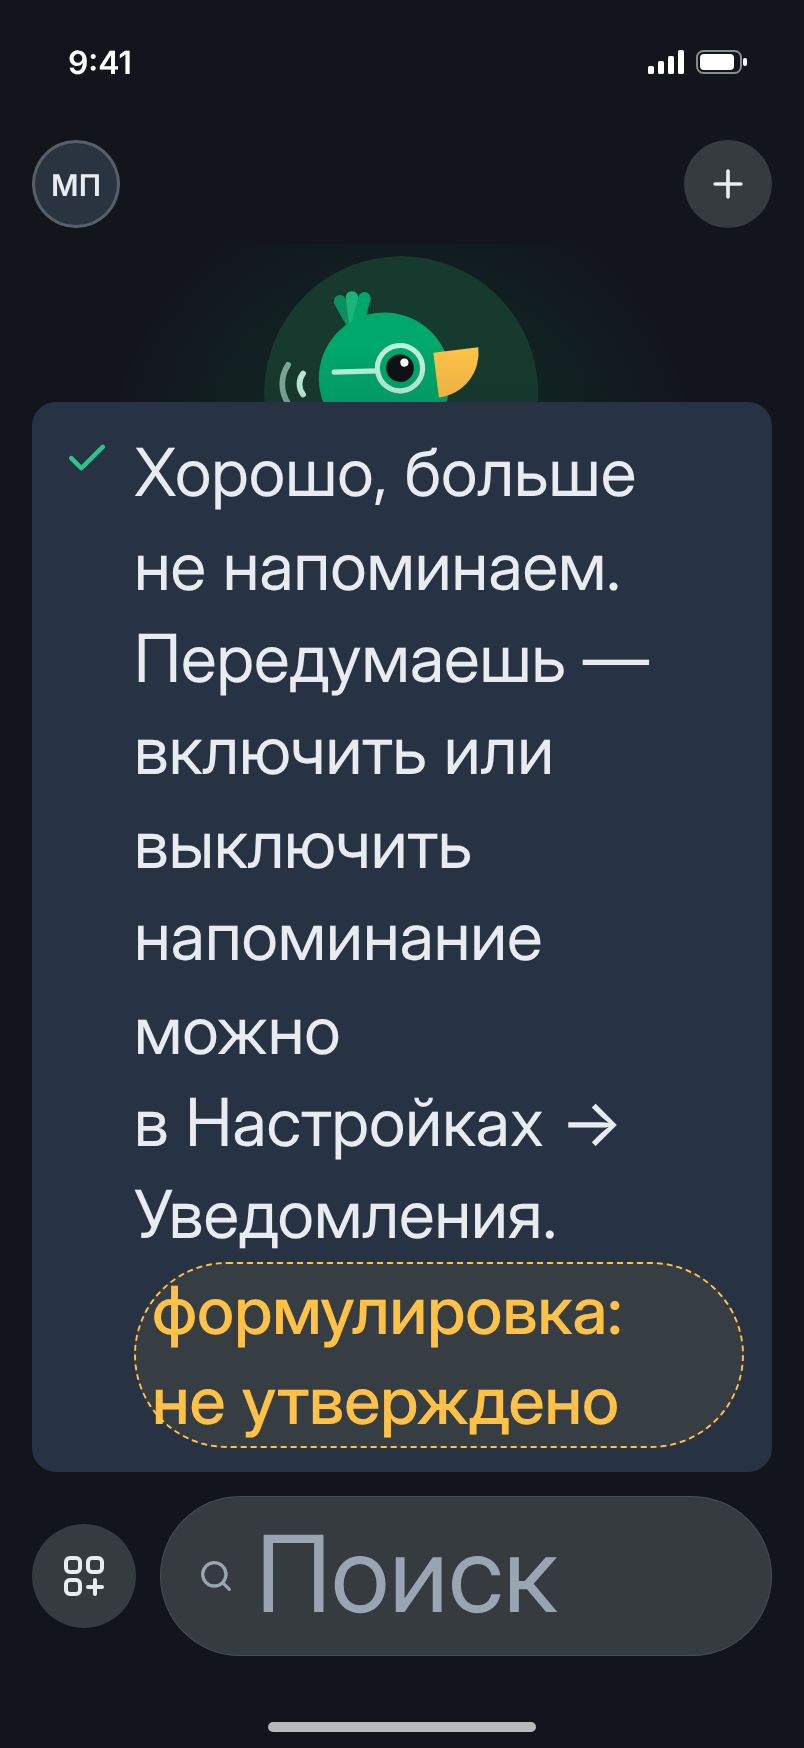 9:41
МП
Хорошо, больше
не напоминаем.
Передумаешь —
включить или
выключить
напоминание
можно
в Настройках →
Уведомления.
формулировка:
не утверждено
Поиск